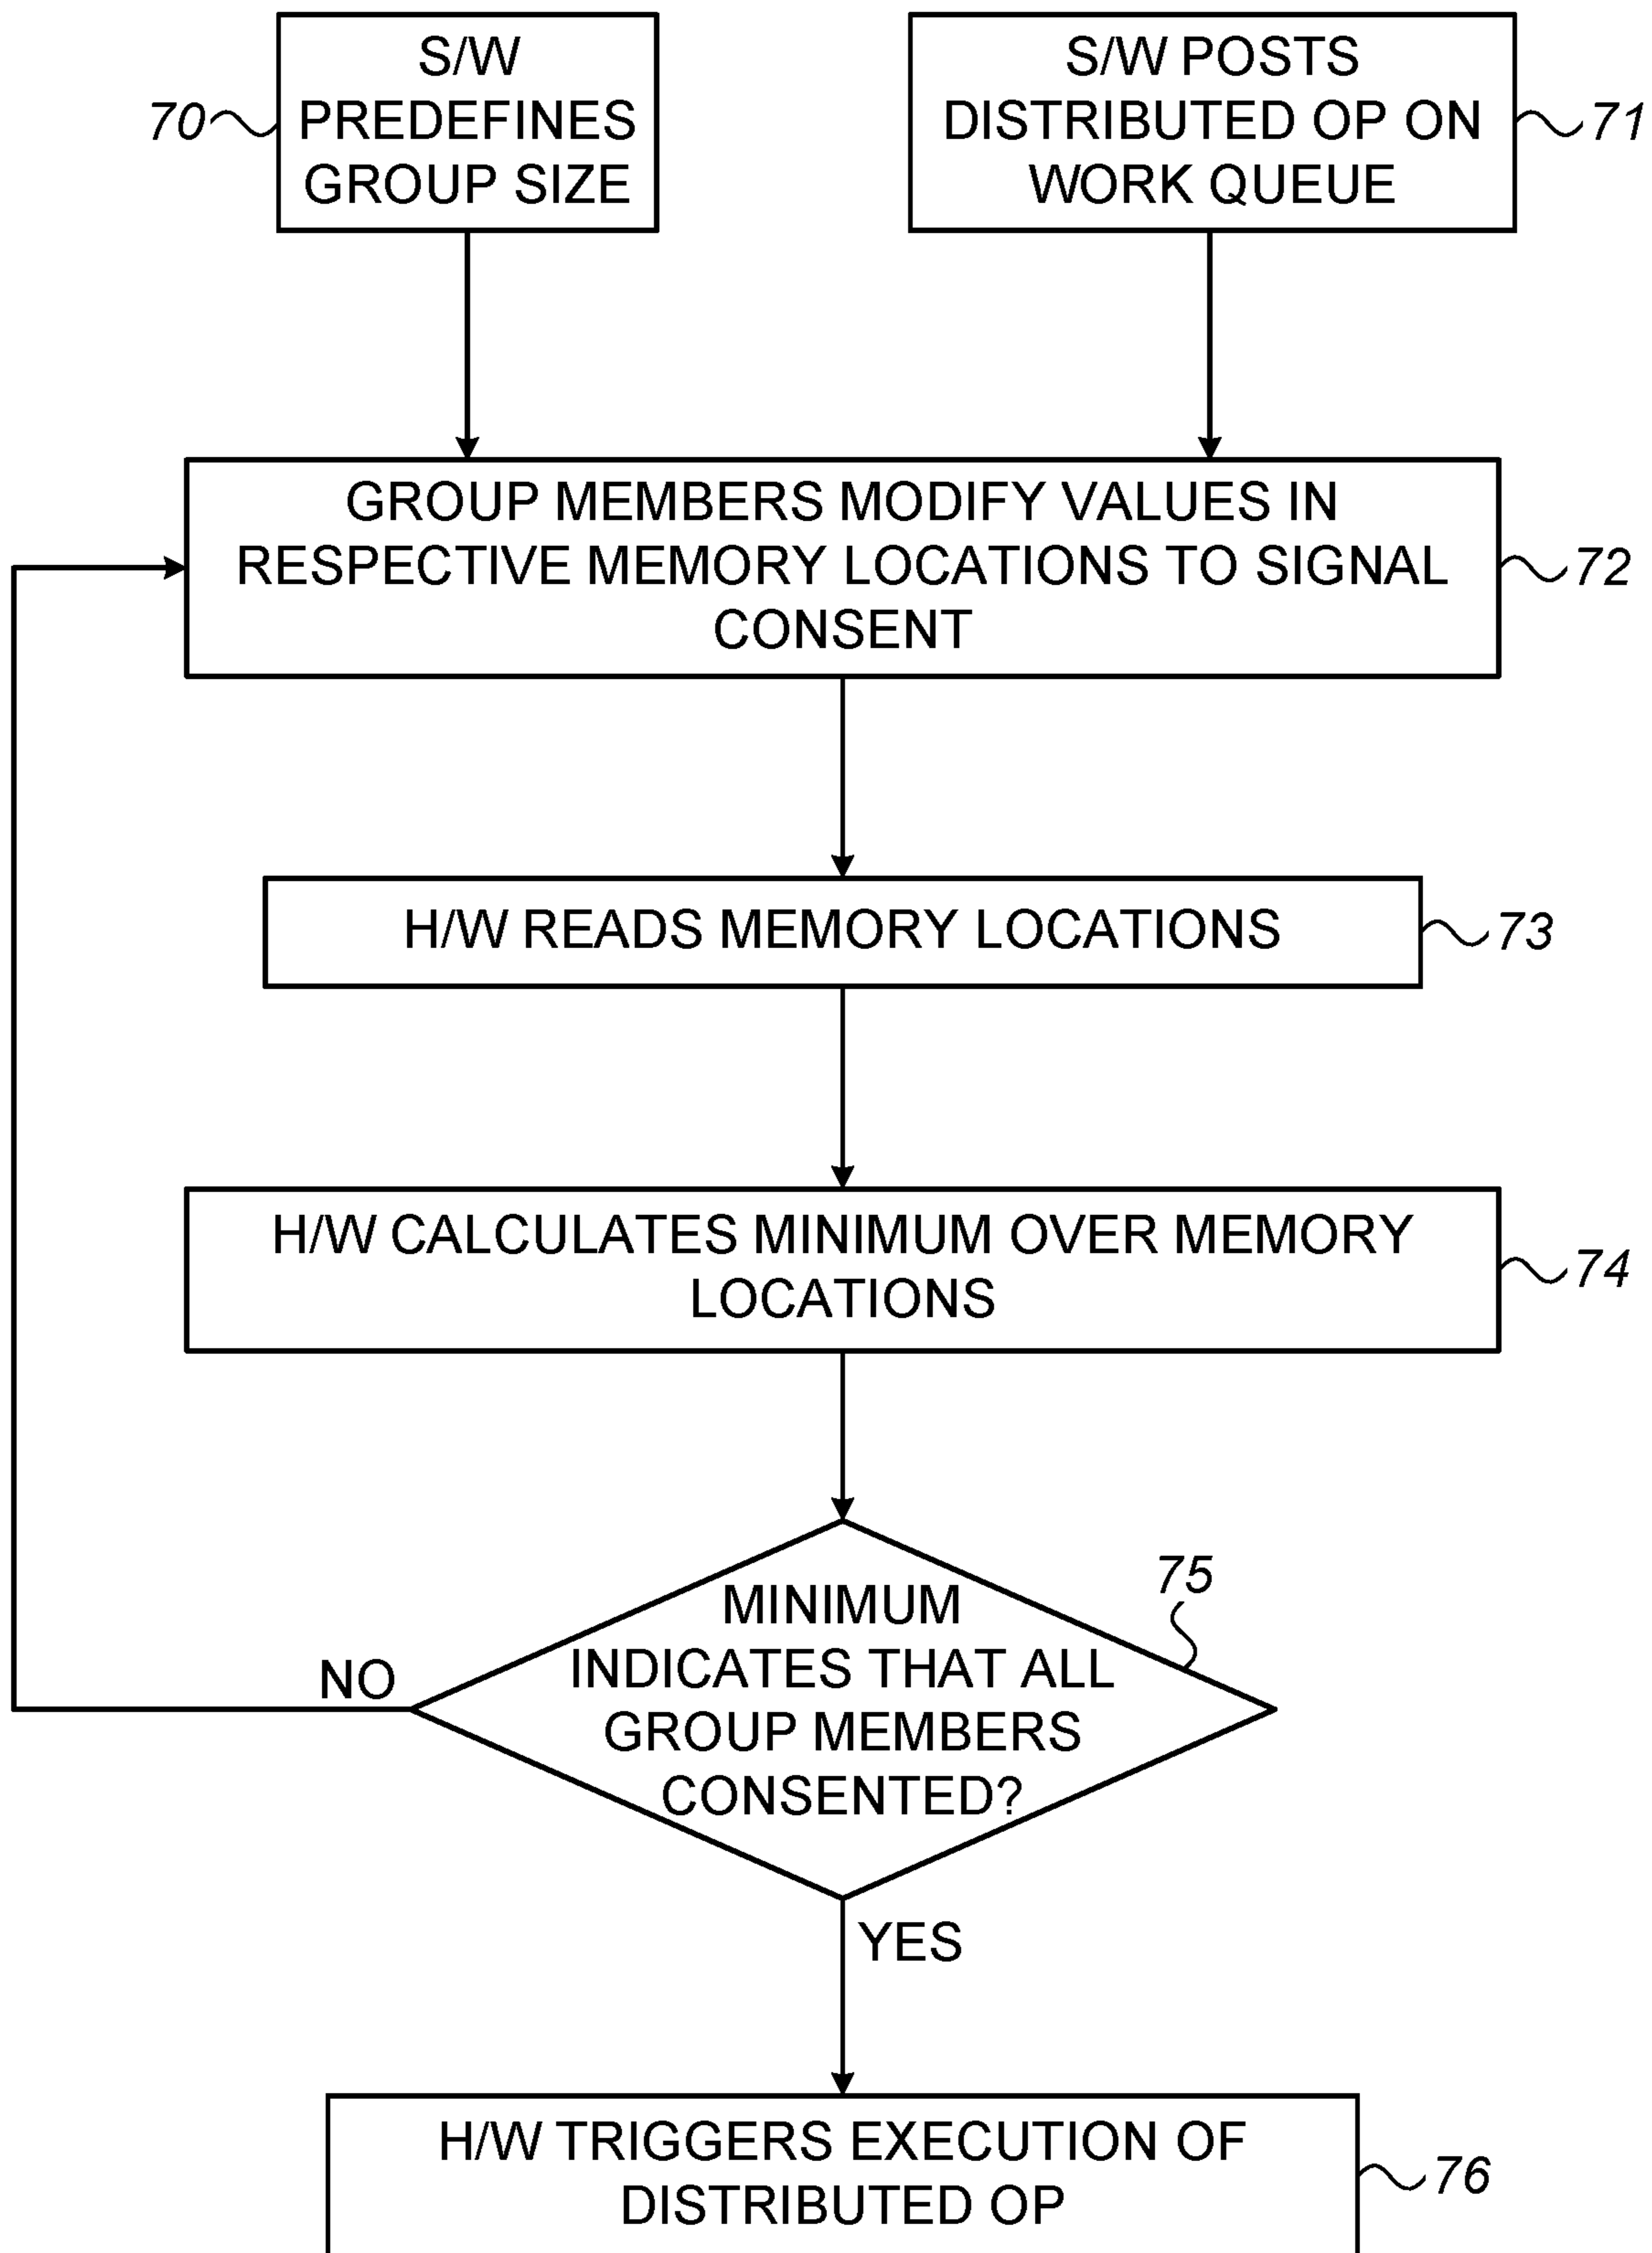 S/W
PREDEFINES
GROUP SIZE
70
S/W POSTS
DISTRIBUTED OP ON
WORK QUEUE
71
GROUP MEMBERS MODIFY VALUES IN
RESPECTIVE MEMORY LOCATIONS TO SIGNAL
CONSENT
72
H/W READS MEMORY LOCATIONS
73
H/W CALCULATES MINIMUM OVER MEMORY
LOCATIONS
74
MINIMUM
INDICATES THAT ALL
GROUP MEMBERS
CONSENTED?
75
NO
YES
H/W TRIGGERS EXECUTION OF
DISTRIBUTED OP
76